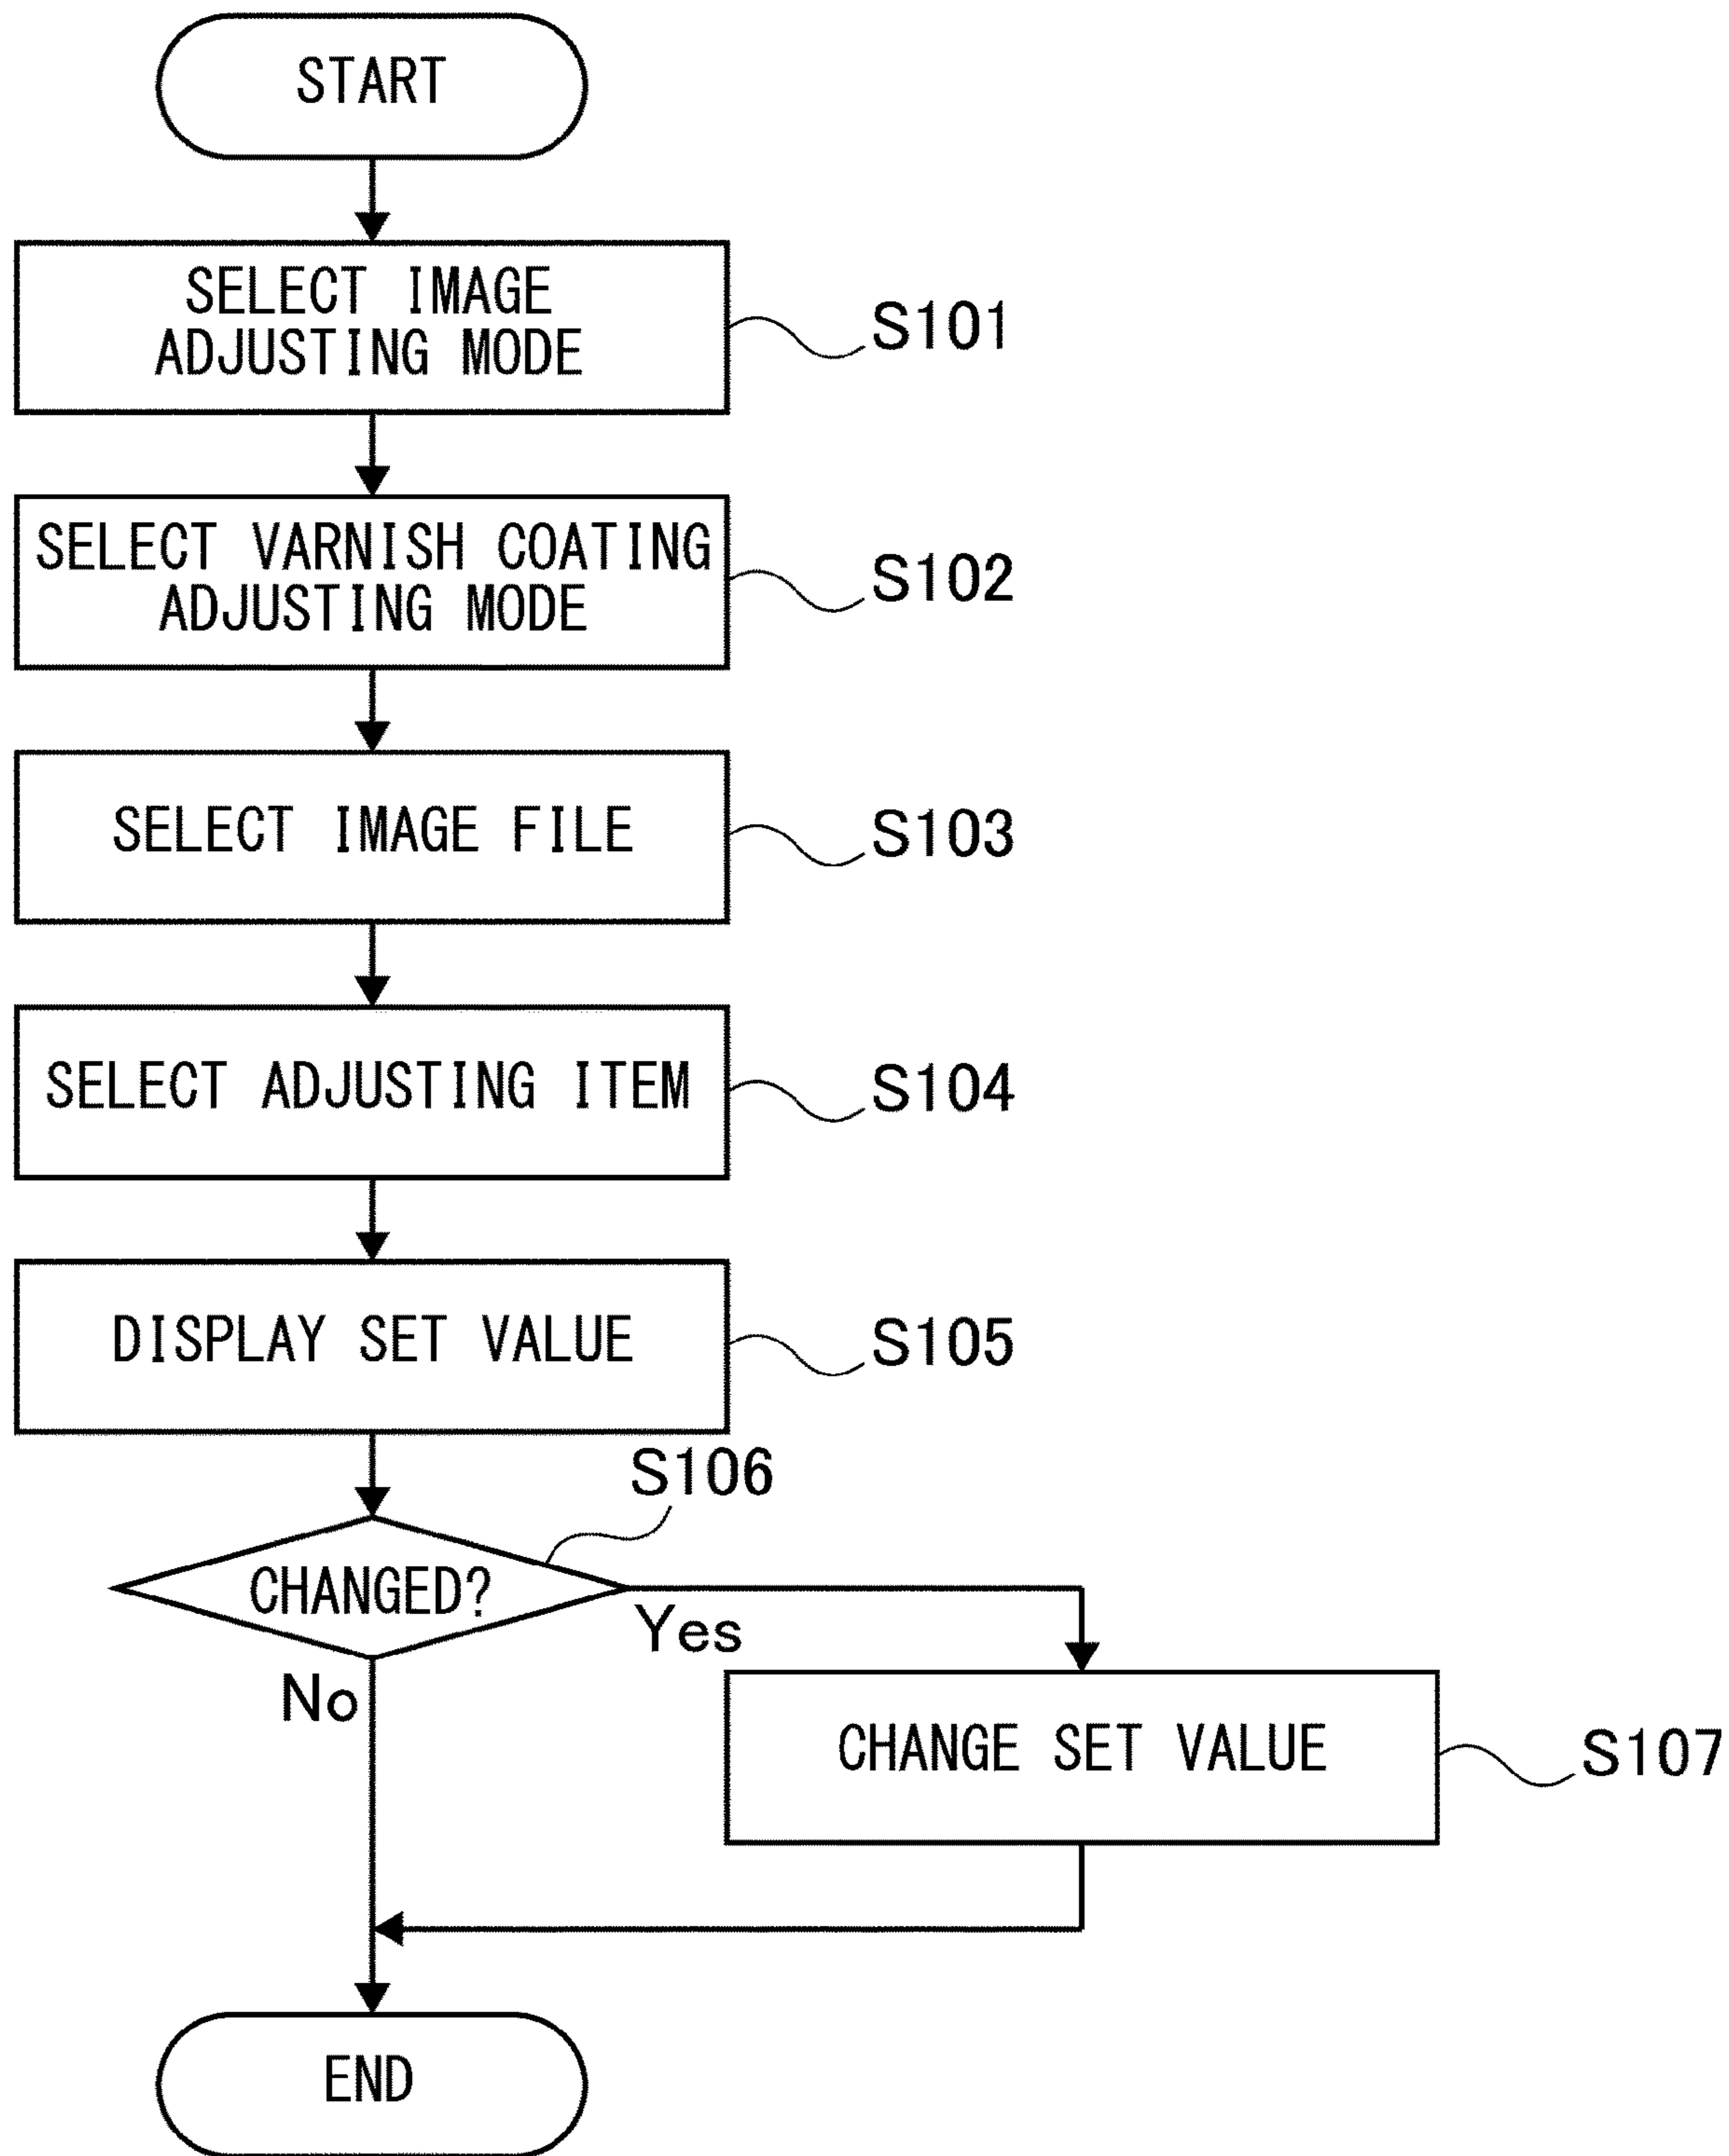 START
SELECT IMAGE
ADJUSTING MODE
S101
SELECT VARNISH COATING
ADJUSTING MODE
S102
SELECT IMAGE FILE
S103
SELECT ADJUSTING ITEM
S104
DISPLAY SET VALUE
S105
S106
CHANGED?
Yes
No
CHANGE SET VALUE
S107
END